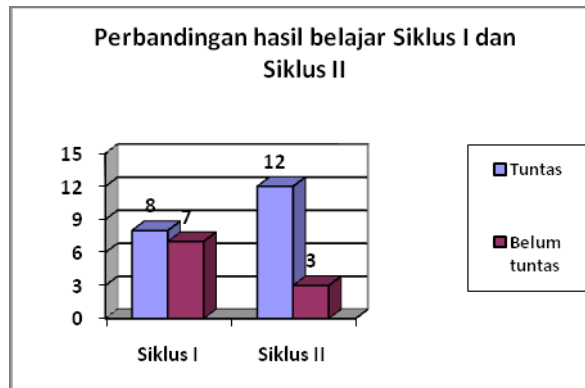 Perbandingan hasil belajar Siklus I dan
Siklus II
15
12
9
6
3
0
8
7
12
3
Siklus I
Siklus II
Tuntas
Belum
tuntas